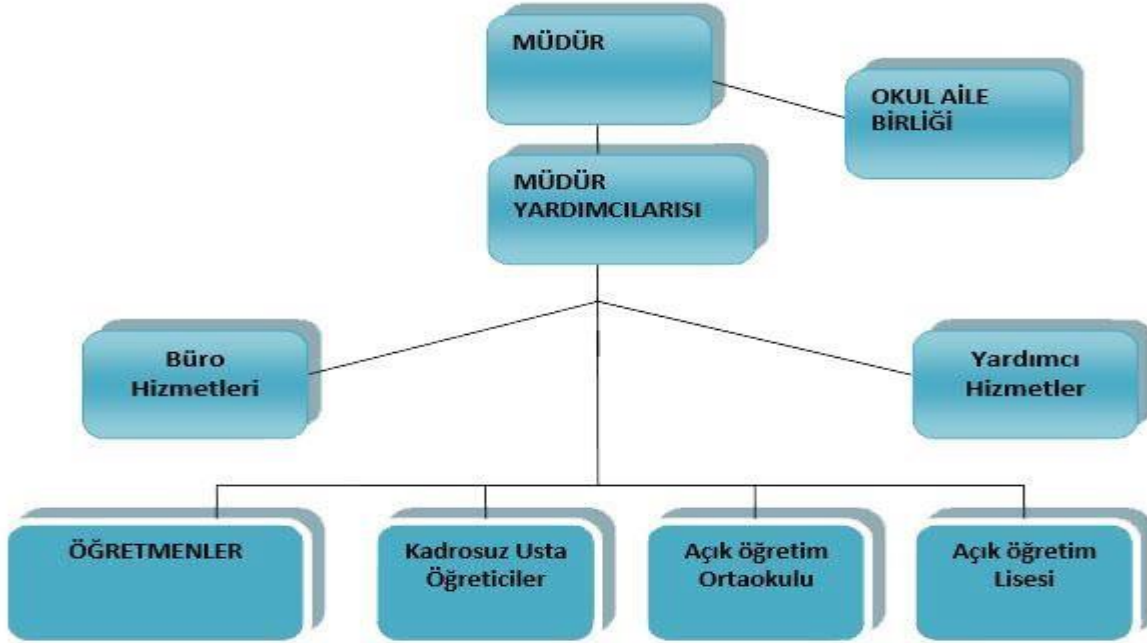 MÜDÜR
OKUL AİLE
BİRLİĞİ
MÜDÜR
YARDIMCILARISI
Büro
Hizmetleri
Yardımcı
Hizmetler
ÖĞRETMENLER
Kadrosuz Usta
Öğreticiler
Açık öğretim
Ortaokulu
Açık öğretim
Lisesi